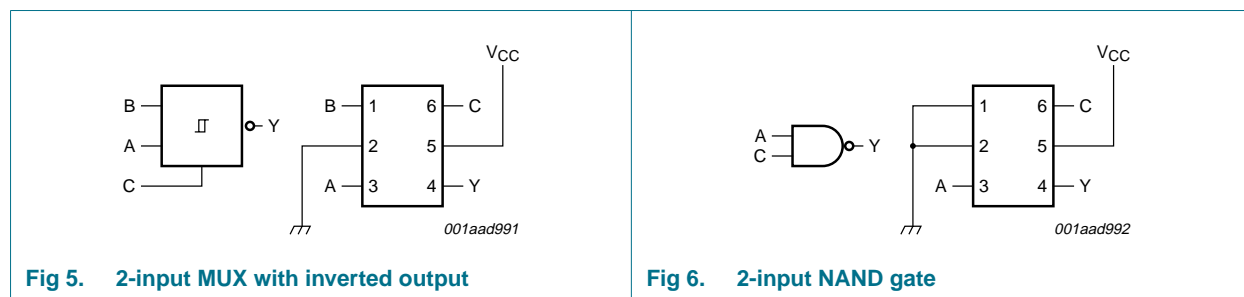 VCC
B
B 1 6 C
Y
A
2 5
C
A 3 4 Y
001aad991
Fig 5. 2-input MUX with inverted output
VCC
1 6 C
A
Y
C
2 5
A 3 4 Y
001aad992
Fig 6. 2-input NAND gate